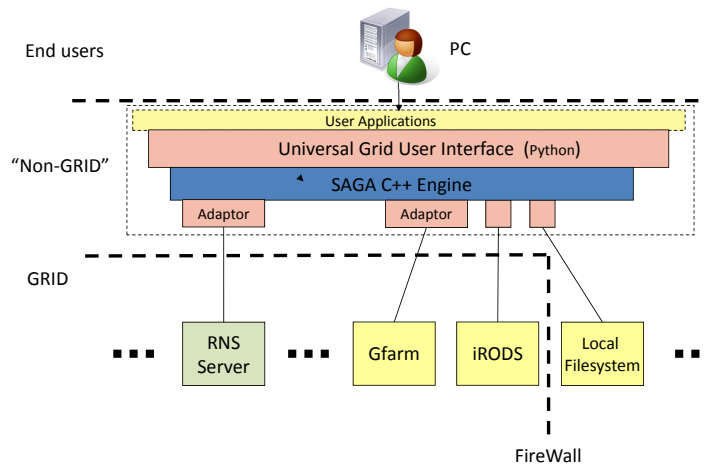 End users
PC
User Applications
Universal Grid User Interface (Python)
"Non-GRID"
SAGA C++ Engine
Adaptor
Adaptor
GRID
RNS
Server
Gfarm
iRODS
Local
Filesystem
FireWall